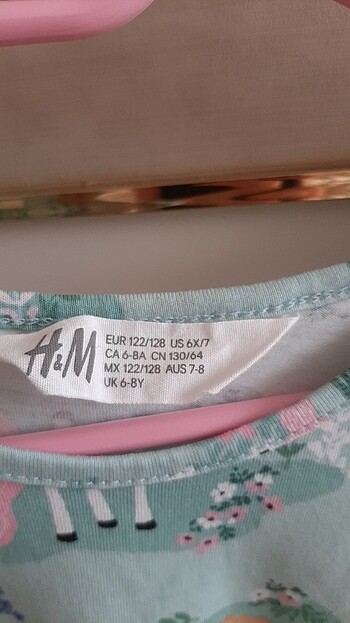 H&M
EUR 122/128 US 6X/7
CA 6-8A CN 130/64
MX 122/128 AUS 7-8
UK 6-8Y